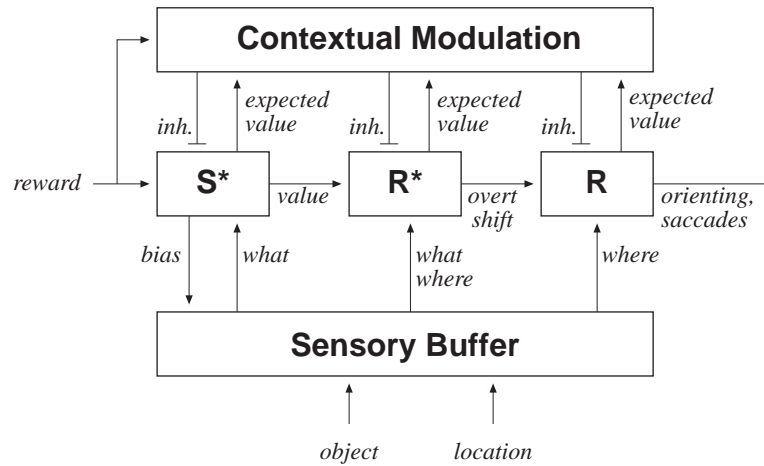 Contextual Modulation
inh.
expected
value
inh.
expected
value
inh.
expected
value
reward
S*
value
R*
overt
shift
R
orienting,
saccades
bias
what
what
where
where
Sensory Buffer
object
location